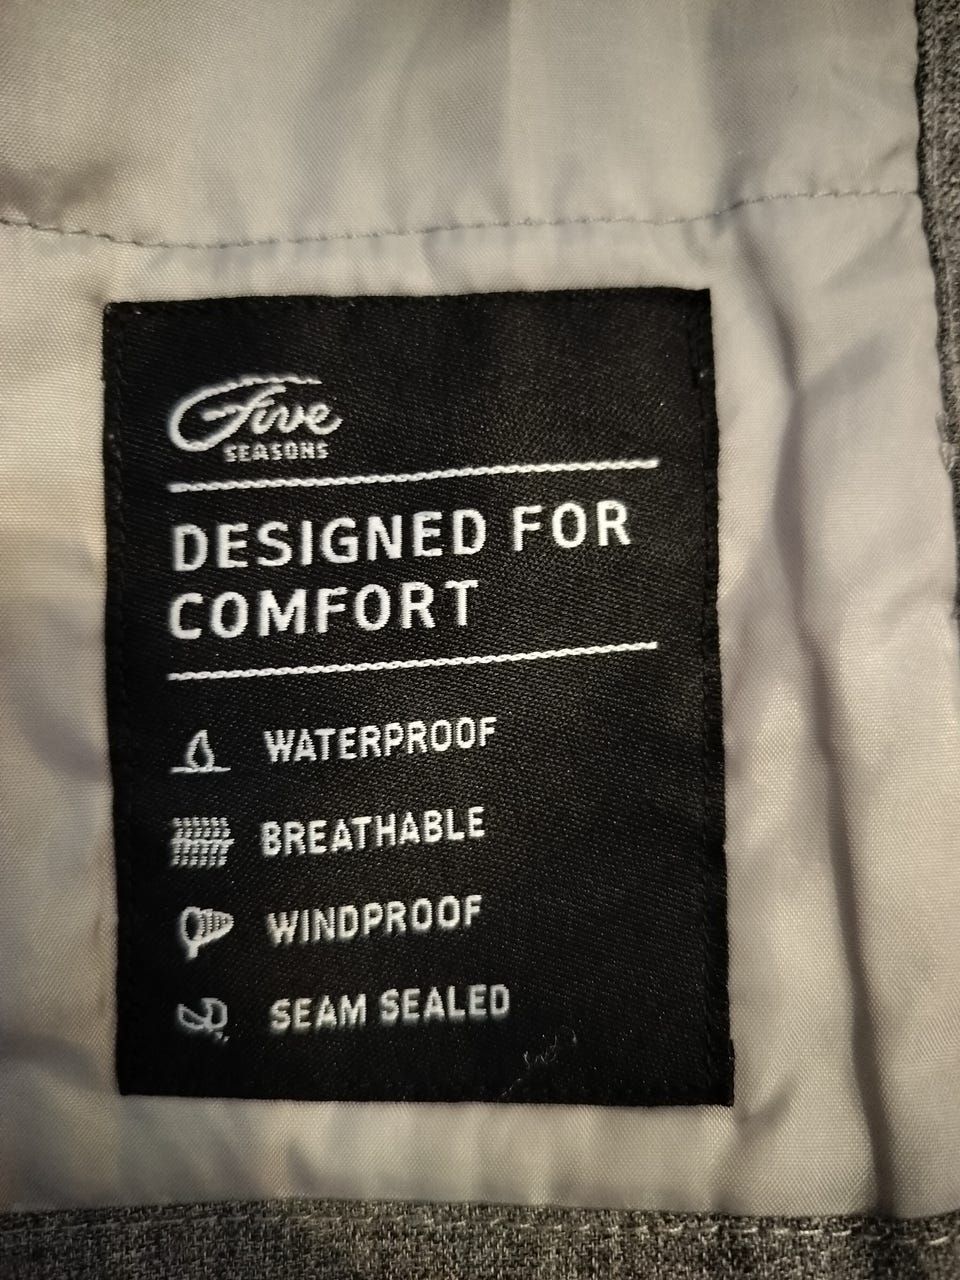 Five
SEASONS
DESIGNED FOR
COMFORT
WATERPROOF
BREATHABLE
WINDPROOF
SEAM SEALED